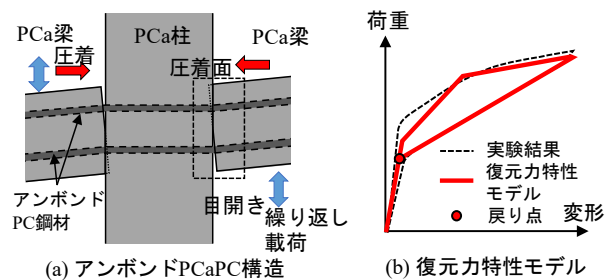 PCa梁
圧着
PCa柱
PCa梁
圧着面
アンボンド
PC鋼材
目開き
繰り返し
載荷
(a) アンボンドPCaPC構造
荷重
実験結果
復元力特性
モデル
戻り点
変形
(b) 復元力特性モデル